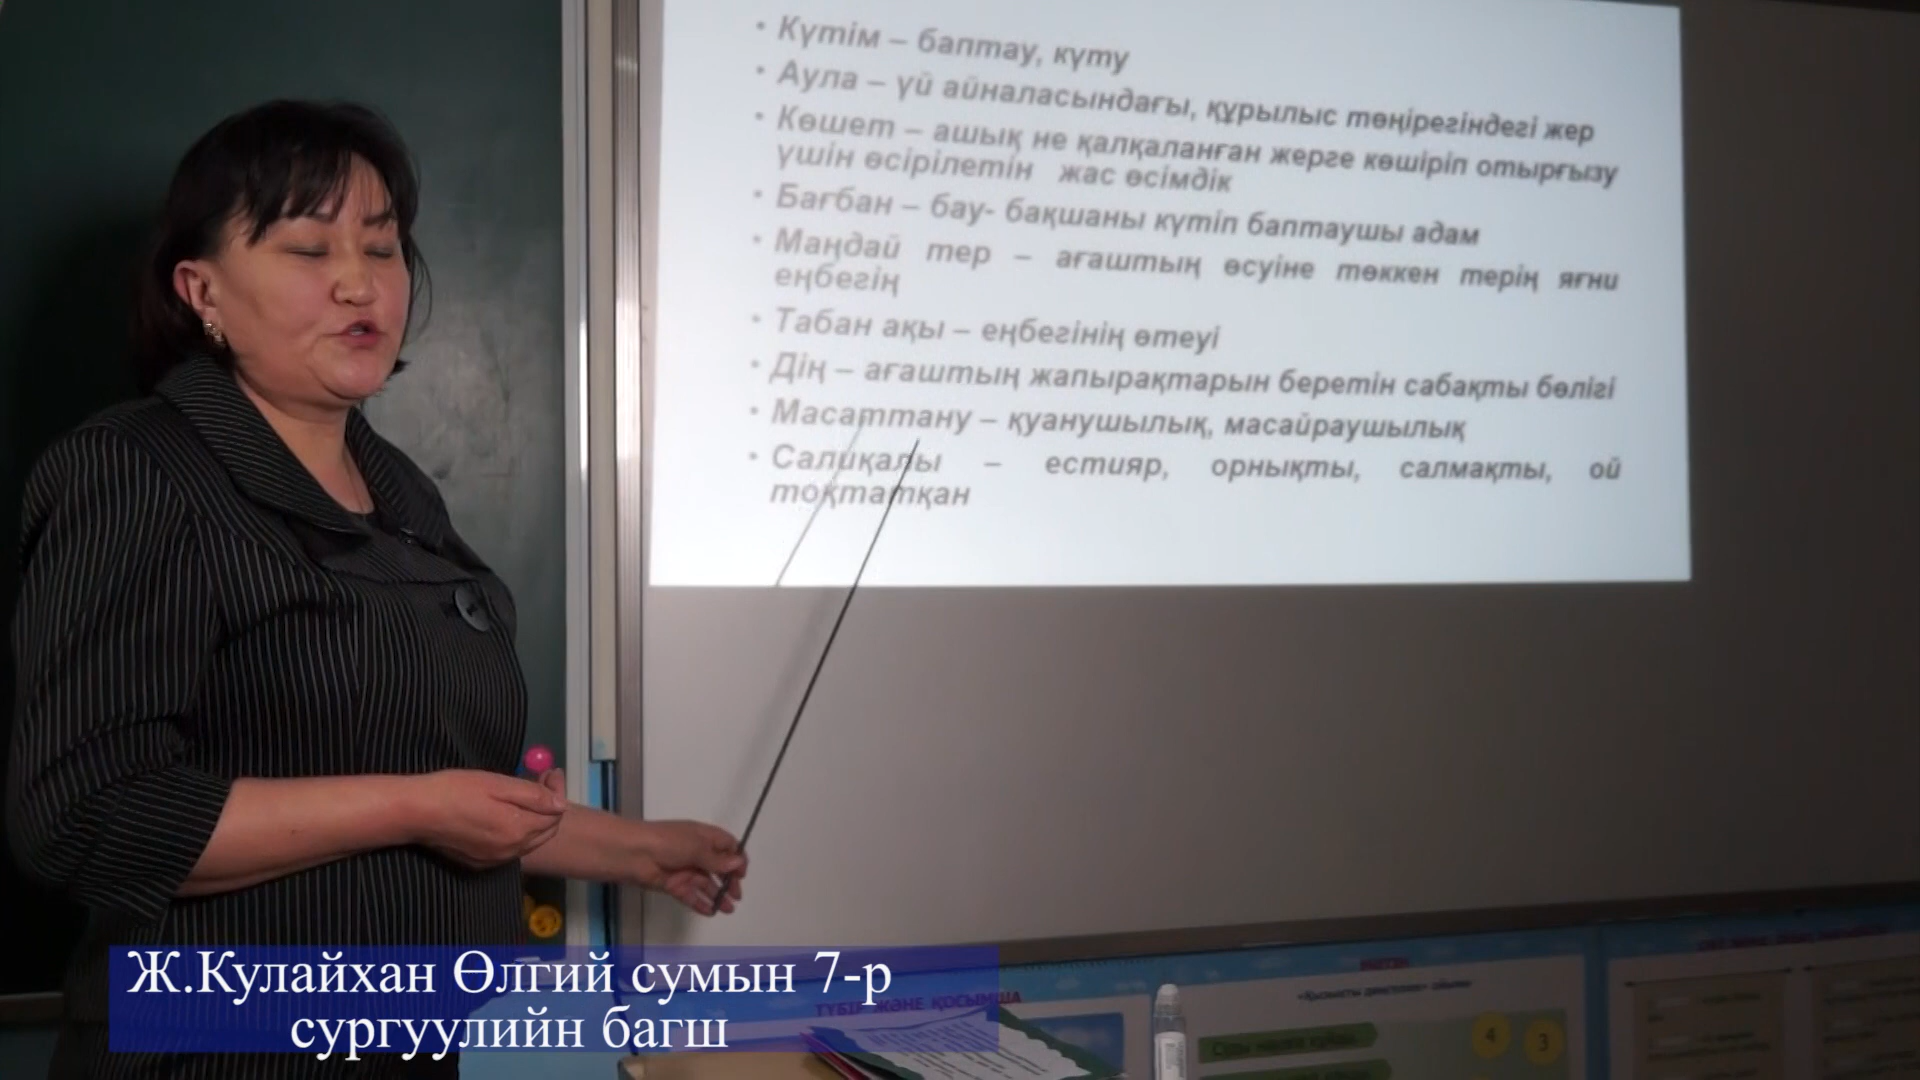 • Күтім – баптау, күту
• Аула – үй айналасындағы, құрылыс төңірегіндегі жер
• Көшет – ашық не қалқаланған жерге көшіріп отырғызу
үшін өсірілетін жас өсімдік
• Бағбан – бау- бақшаны күтіп баптаушы адам
• Маңдай тер – ағаштың өсуіне төккен терің яғни
еңбегің
• Табан ақы – еңбегінің өтеуі
• Дің – ағаштың жапырақтарын беретін сабақты бөлігі
• Масаттану – қуанушылық, масайраушылық
• Салиқалы – естияр, орнықты, салмақты, ой
тоқтатқан
Ж.Кулайхан Өлгий сумын 7-р
сургуулийн багш
ТҮБІР ЖӘНЕ ҚОСЫМША
4
3